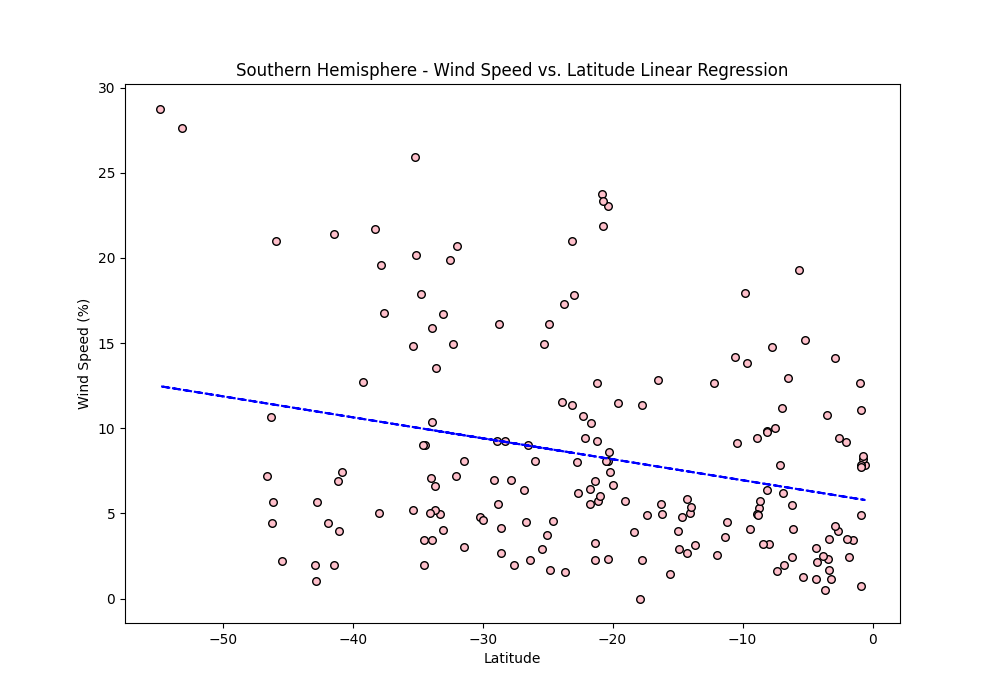 Southern Hemisphere - Wind Speed vs. Latitude Linear Regression
30
25
20
15
10
5
0
Wind Speed (%)
−50 −40 −30 −20 −10 0
Latitude